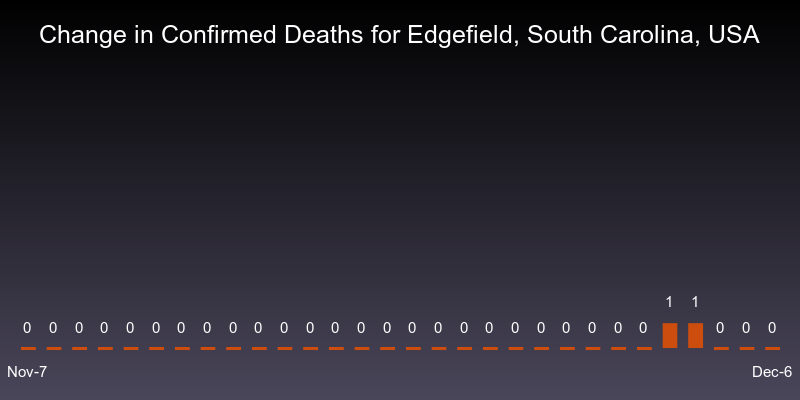 Change in Confirmed Deaths for Edgefield, South Carolina, USA
1 1
0 0 0 0 0 0 0 0 0 0 0 0 0 0 0 0 0 0 0 0 0 0 0 0 0 0 0 0
Nov-7 Dec-6